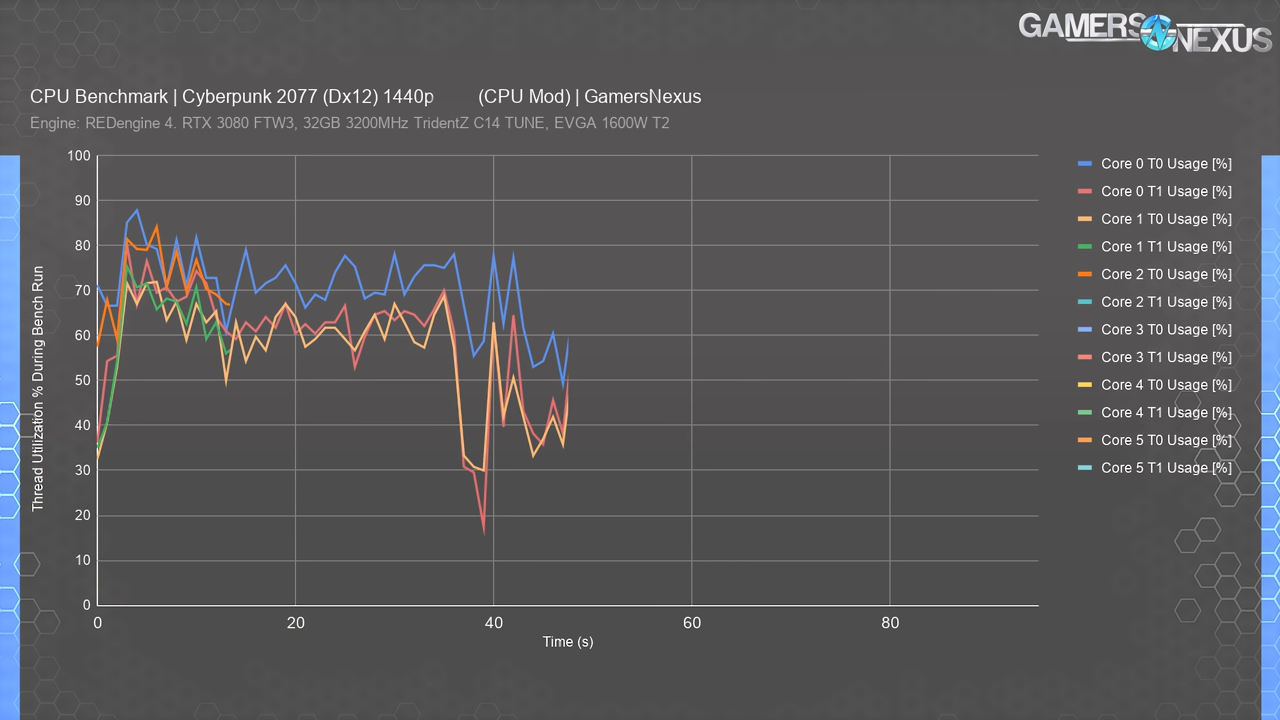 GAMERS NEXUS
CPU Benchmark | Cyberpunk 2077 (Dx12) 1440p (CPU Mod) | GamersNexus
Engine: REDengine 4. RTX 3080 FTW3, 32GB 3200MHz TridentZ C14 TUNE, EVGA 1600W T2
Thread Utilization % During Bench Run
100
90
80
70
60
50
40
30
20
10
0
0 20 40 60 80
Time (s)
Core 0 T0 Usage [%]
Core 0 T1 Usage [%]
Core 1 T0 Usage [%]
Core 1 T1 Usage [%]
Core 2 T0 Usage [%]
Core 2 T1 Usage [%]
Core 3 T0 Usage [%]
Core 3 T1 Usage [%]
Core 4 T0 Usage [%]
Core 4 T1 Usage [%]
Core 5 T0 Usage [%]
Core 5 T1 Usage [%]